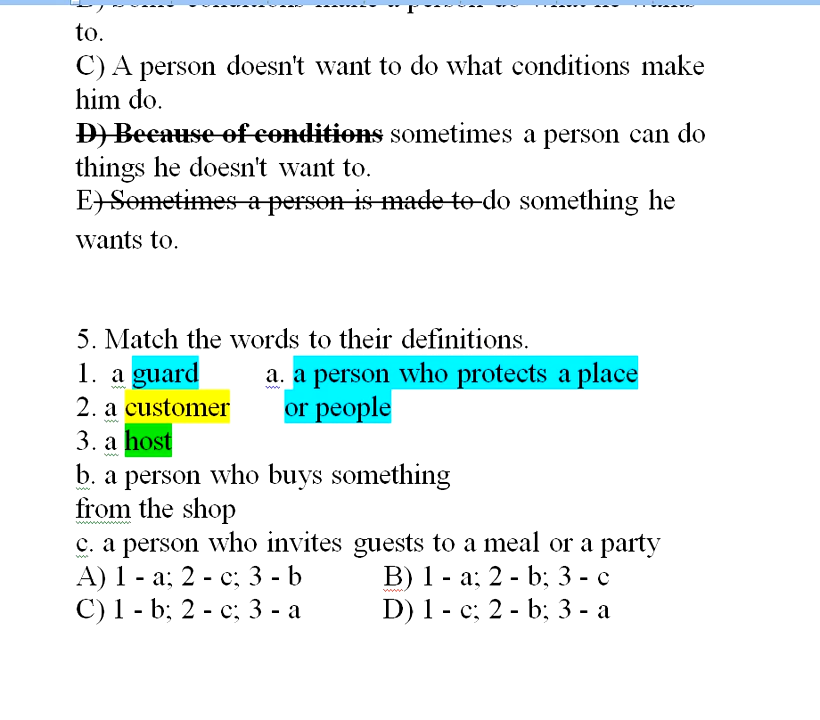 to.
C) A person doesn't want to do what conditions make
him do.
D) Because of conditions sometimes a person can do
things he doesn't want to.
E) Sometimes a person is made to do something he
wants to.
5. Match the words to their definitions.
1. a guard a. a person who protects a place
2. a customer or people
3. a host
b. a person who buys something
from the shop
c. a person who invites guests to a meal or a party
A) 1 - a; 2 - c; 3 - b B) 1 - a; 2 - b; 3 - c
C) 1 - b; 2 - c; 3 - a D) 1 - c; 2 - b; 3 - a